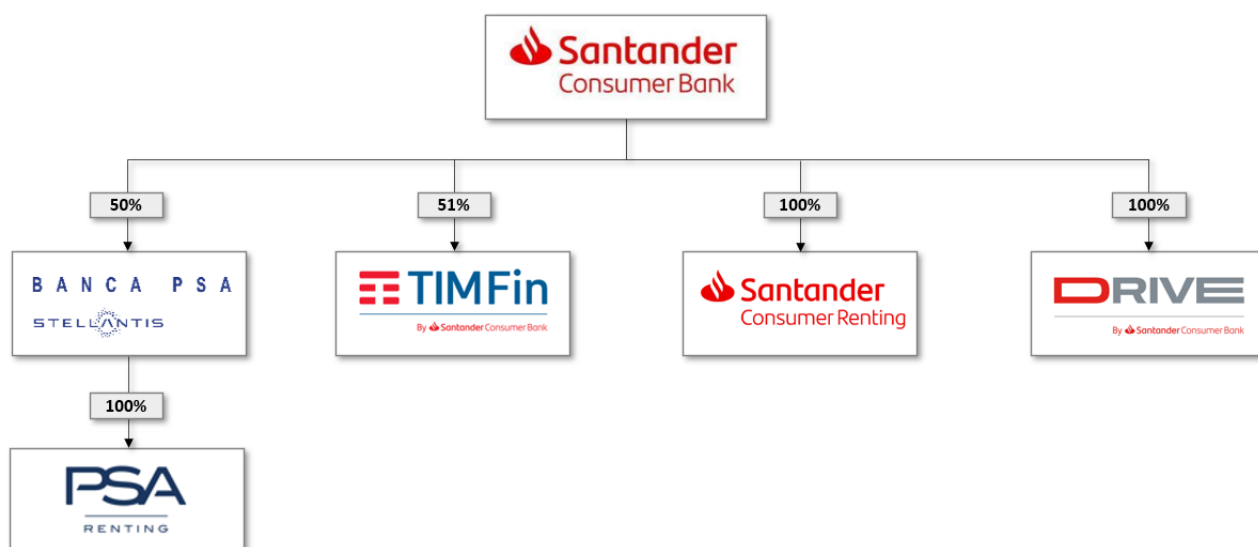 Santander
Consumer Bank
50%
51%
100%
100%
BANCA PSA
STELLANTIS
TIMFin
By Santander Consumer Bank
Santander
Consumer Renting
DRIVE
By Santander Consumer Bank
100%
PSA
RENTING